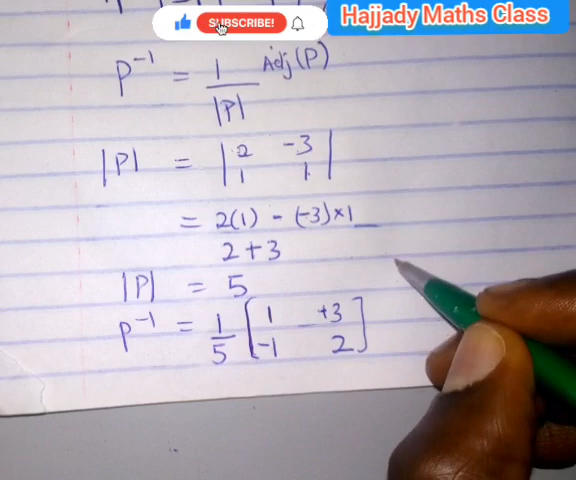 SUBSCRIBE!
Hajjady Maths Class
P⁻¹ = 1/|P| Adj(P)
|P| = |2 -3|
|1 1|
= 2(1) - (-3)×1
2+3
|P| = 5
P⁻¹ = 1/5 [1 +3]
[-1 2]